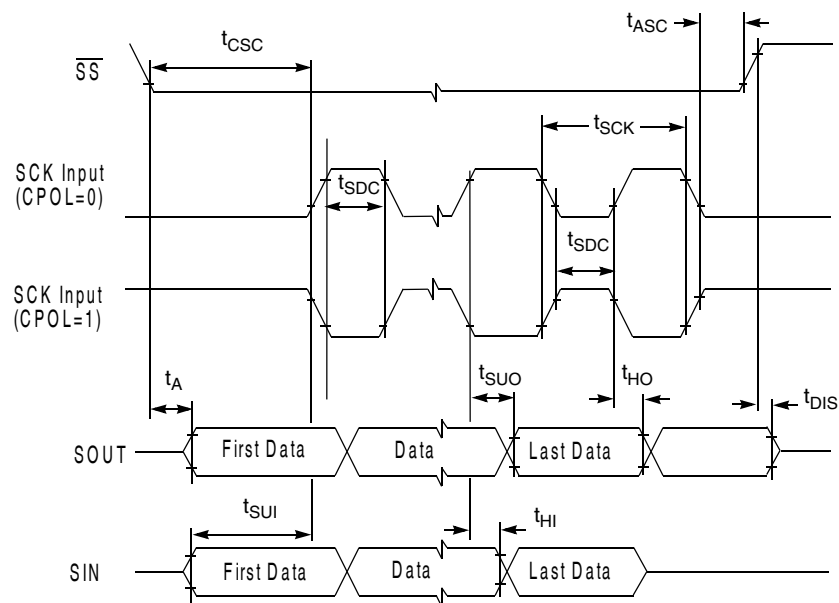 tASC
tCSC
SS
tSCK
SCK Input
(CPOL=0)
tSDC
tSDC
SCK Input
(CPOL=1)
tA
tSUO
tHO
tDIS
SOUT
First Data
Data
Last Data
tSUI
tHI
SIN
First Data
Data
Last Data